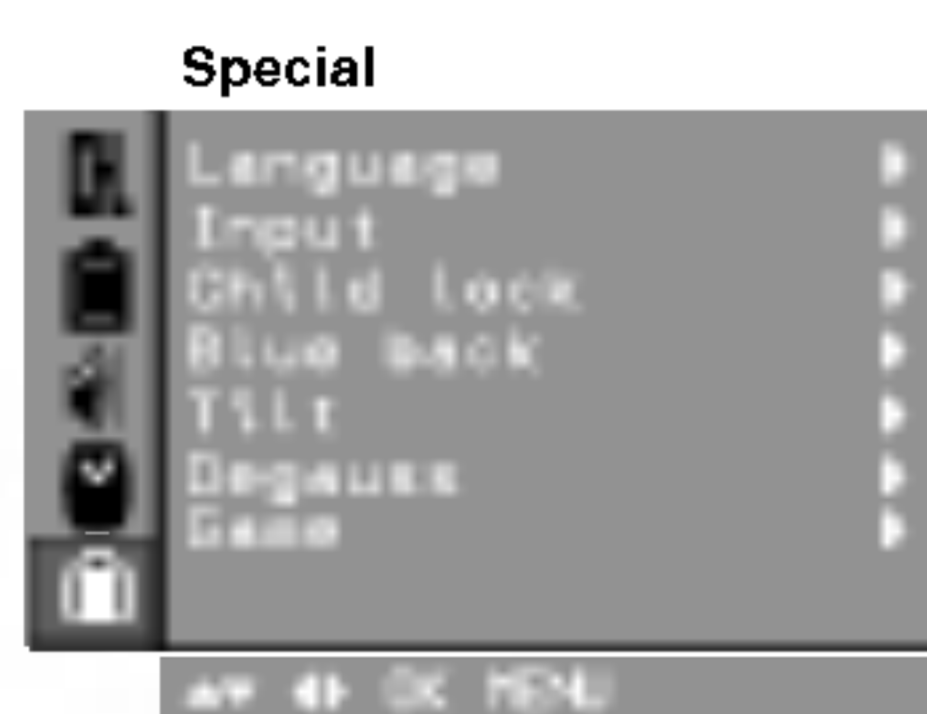 Special
Language
Input
Child lock
Blue back
Tilt
Degauss
Game
OK MENU